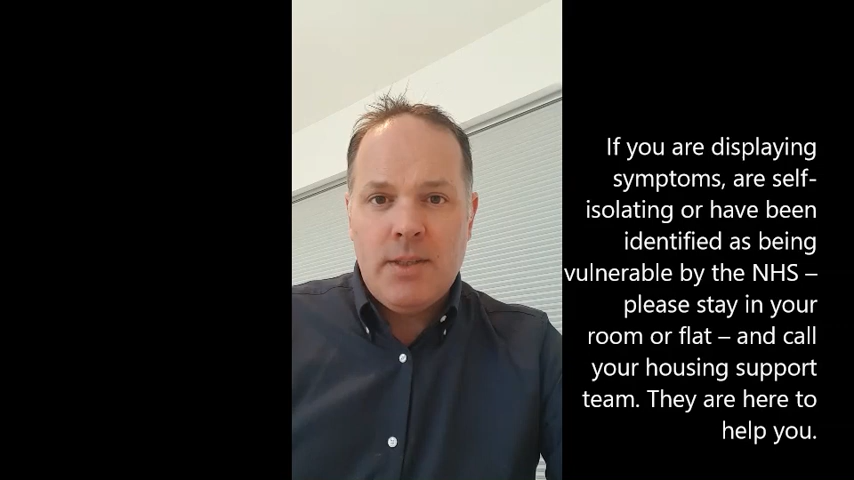 If you are displaying
symptoms, are self-
isolating or have been
identified as being
vulnerable by the NHS –
please stay in your
room or flat – and call
your housing support
team. They are here to
help you.